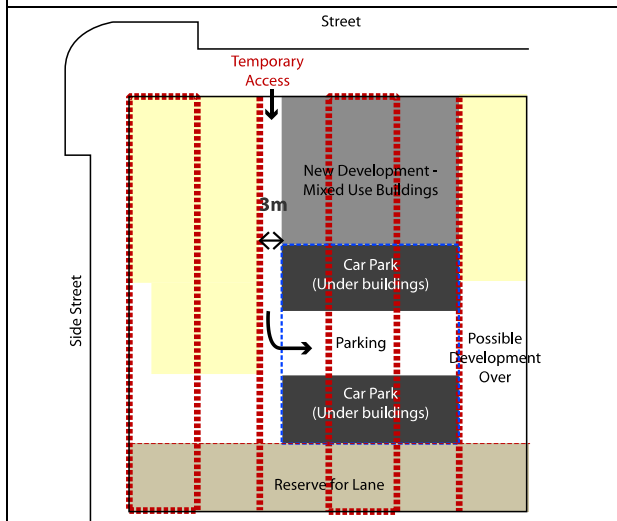 Street
Temporary
Access
New Development -
Mixed Use Buildings
3m
Car Park
(Under buildings)
Side Street
Parking
Possible
Development
Over
Car Park
(Under buildings)
Reserve for Lane